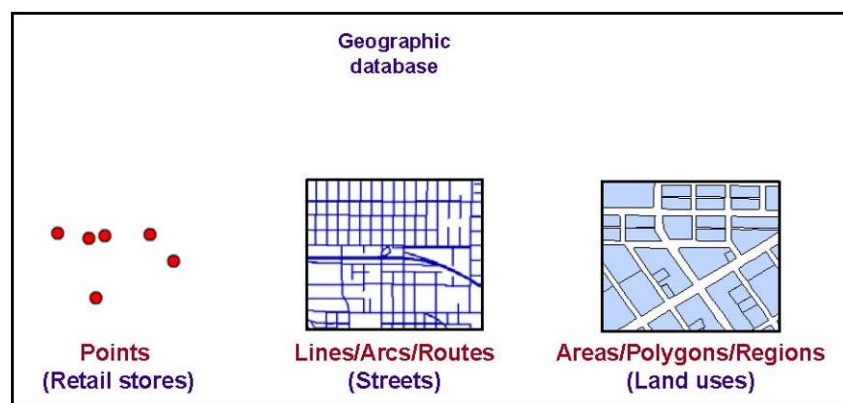 Geographic
database
Points
(Retail stores)
Lines/Arcs/Routes
(Streets)
Areas/Polygons/Regions
(Land uses)